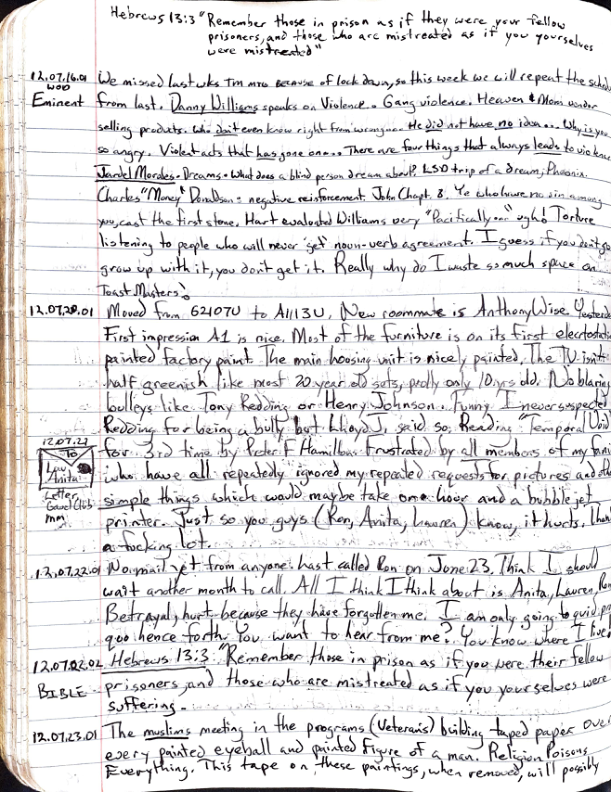 Hebrews 13:3 "Remember those in prison as if they were your fellow
prisoners, and those who are mistreated as if you yourselves
were mistreated"
12.07.16.01 We missed last wks Tm mtg because of lock down, so this week we will repeat the
WOD
Eminent from last. Danny Williams speaks on Violence. Gang violence. Heaven & Mom
selling products. Who don't even know right from wrong. He did not have no idea... Why is
so angry. Violent acts that has gone on... There are four things that always leads to
Jardel Morales. Dreams. What does a blind person dream about? LSD trip of a dream,
Charles "Money" Donaldson = negative reinforcement. John Chapt. 8. Ye who have no sin among
you, cast the first stone. Hart evaluated Williams very "Pacifically..." ugh! Torture
listening to people who will never 'get' noun-verb agreement. I guess if you don't
grow up with it, you don't get it. Really why do I waste so much space on
Toast Masters?
12.07.20.01 Moved from 62107U to A1113U. New roommate is Anthony Wise. Yesterday
First impression A1 is nice. Most of the furniture is on its first electrostatic
painted factory paint. The main housing unit is nicely painted. The TV isn't
half greenish like most 20 year old sets, prolly only 10 yrs old. No blaring
bulleys like Tony Redding or Henry Johnson. Funny I never suspected
Redding for being a bully but Lloyd J. said so. Reading Temporal Void
12.07.21
To
Law
Anita
Letter
Gavel Club
mm
for 3rd time by Peter F Hamilton. Frustrated by all members of my family
who have all repeatedly ignored my repeated requests for pictures and other
simple things which would maybe take one hour and a bubble jet
printer. Just so you guys (Ron, Anita, Lauren) know, it hurts.
a focking lot.
12.07.22.01 No mail yet from anyone. Last called Ron on June 23. Think I should
wait another month to call. All I think I think about is Anita, Lauren, Ron
Betrayal, hurt because they have forgotten me. I am only going to quid pro
quo hence forth. You want to hear from me? You know where I live
12.07.22.02 Hebrews 13:3 "Remember those in prison as if you were their fellow
BIBLE prisoners, and those who are mistreated as if you yourselves were
suffering.
12.07.23.01 The muslims meeting in the programs (Veterans) building taped paper over
every painted eyeball and painted figure of a man. Religion Poisons
Everything. This tape on these paintings, when removed, will possibly